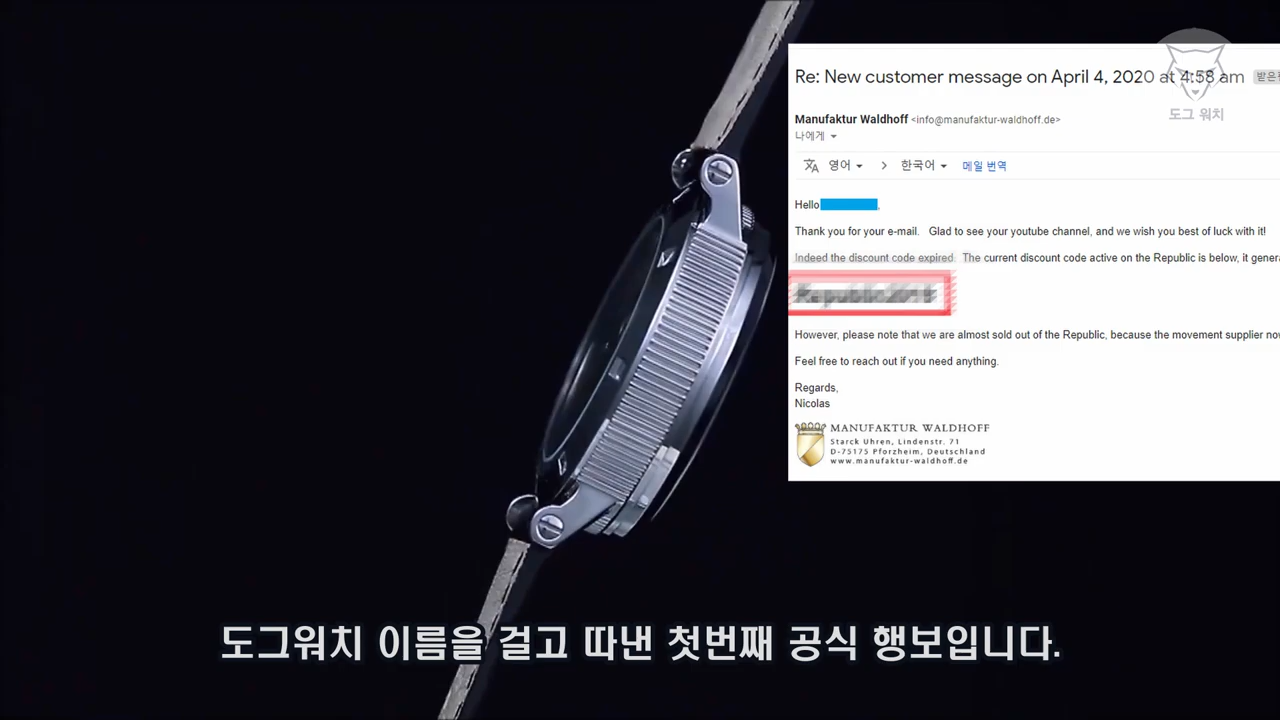 Re: New customer message on April 4, 2020 at 4:58 am 받은
도그 워치
Manufaktur Waldhoff <info@manufaktur-waldhoff.de>
나에게
영어 > 한국어 메일 번역
Hello ,
Thank you for your e-mail. Glad to see your youtube channel, and we wish you best of luck with it!
Indeed the discount code expired. The current discount code active on the Republic is below, it
However, please note that we are almost sold out of the Republic, because the movement supplier
Feel free to reach out if you need anything.
Regards,
Nicolas
MANUFAKTUR WALDHOFF
Starck Uhren, Lindenstr. 71
D-75175 Pforzheim, Deutschland
www.manufaktur-waldhoff.de
도그워치 이름을 걸고 따낸 첫번째 공식 행보입니다.